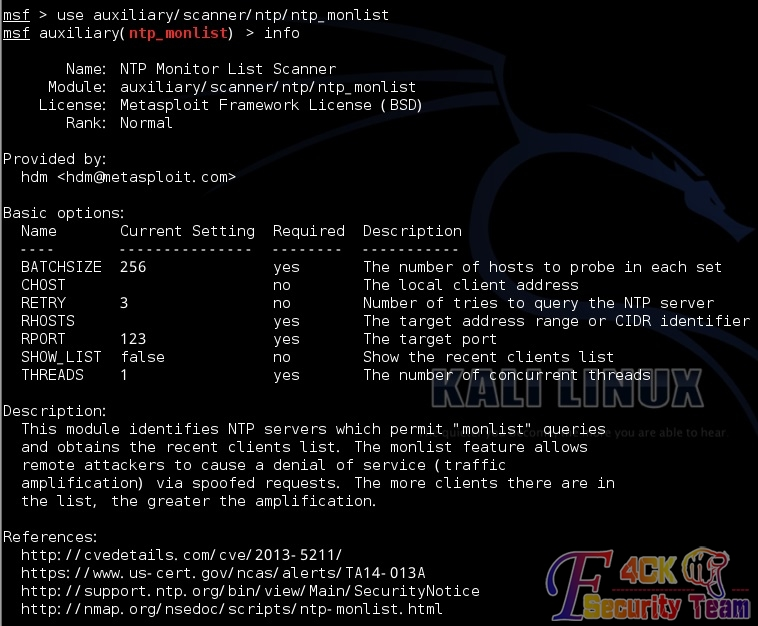 msf > use auxiliary/scanner/ntp/ntp_monlist
msf auxiliary(ntp_monlist) > info
Name: NTP Monitor List Scanner
Module: auxiliary/scanner/ntp/ntp_monlist
License: Metasploit Framework License (BSD)
Rank: Normal
Provided by:
hdm <hdm@metasploit.com>
Basic options:
Name Current Setting Required Description
---- --------------- -------- -----------
BATCHSIZE 256 yes The number of hosts to probe in each set
CHOST no The local client address
RETRY 3 no Number of tries to query the NTP server
RHOSTS yes The target address range or CIDR identifier
RPORT 123 yes The target port
SHOW_LIST false no Show the recent clients list
THREADS 1 yes The number of concurrent threads
KALI LINUX
Description:
This module identifies NTP servers which permit "monlist" queries
and obtains the recent clients list. The monlist feature allows
remote attackers to cause a denial of service (traffic
amplification) via spoofed requests. The more clients there are in
the list, the greater the amplification.
you are able to hear
References:
http://cvedetails.com/cve/2013-5211/
https://www.us-cert.gov/ncas/alerts/TA14-013A
http://support.ntp.org/bin/view/Main/SecurityNotice
http://nmap.org/nsedoc/scripts/ntp-monlist.html
F4CK
Security Team